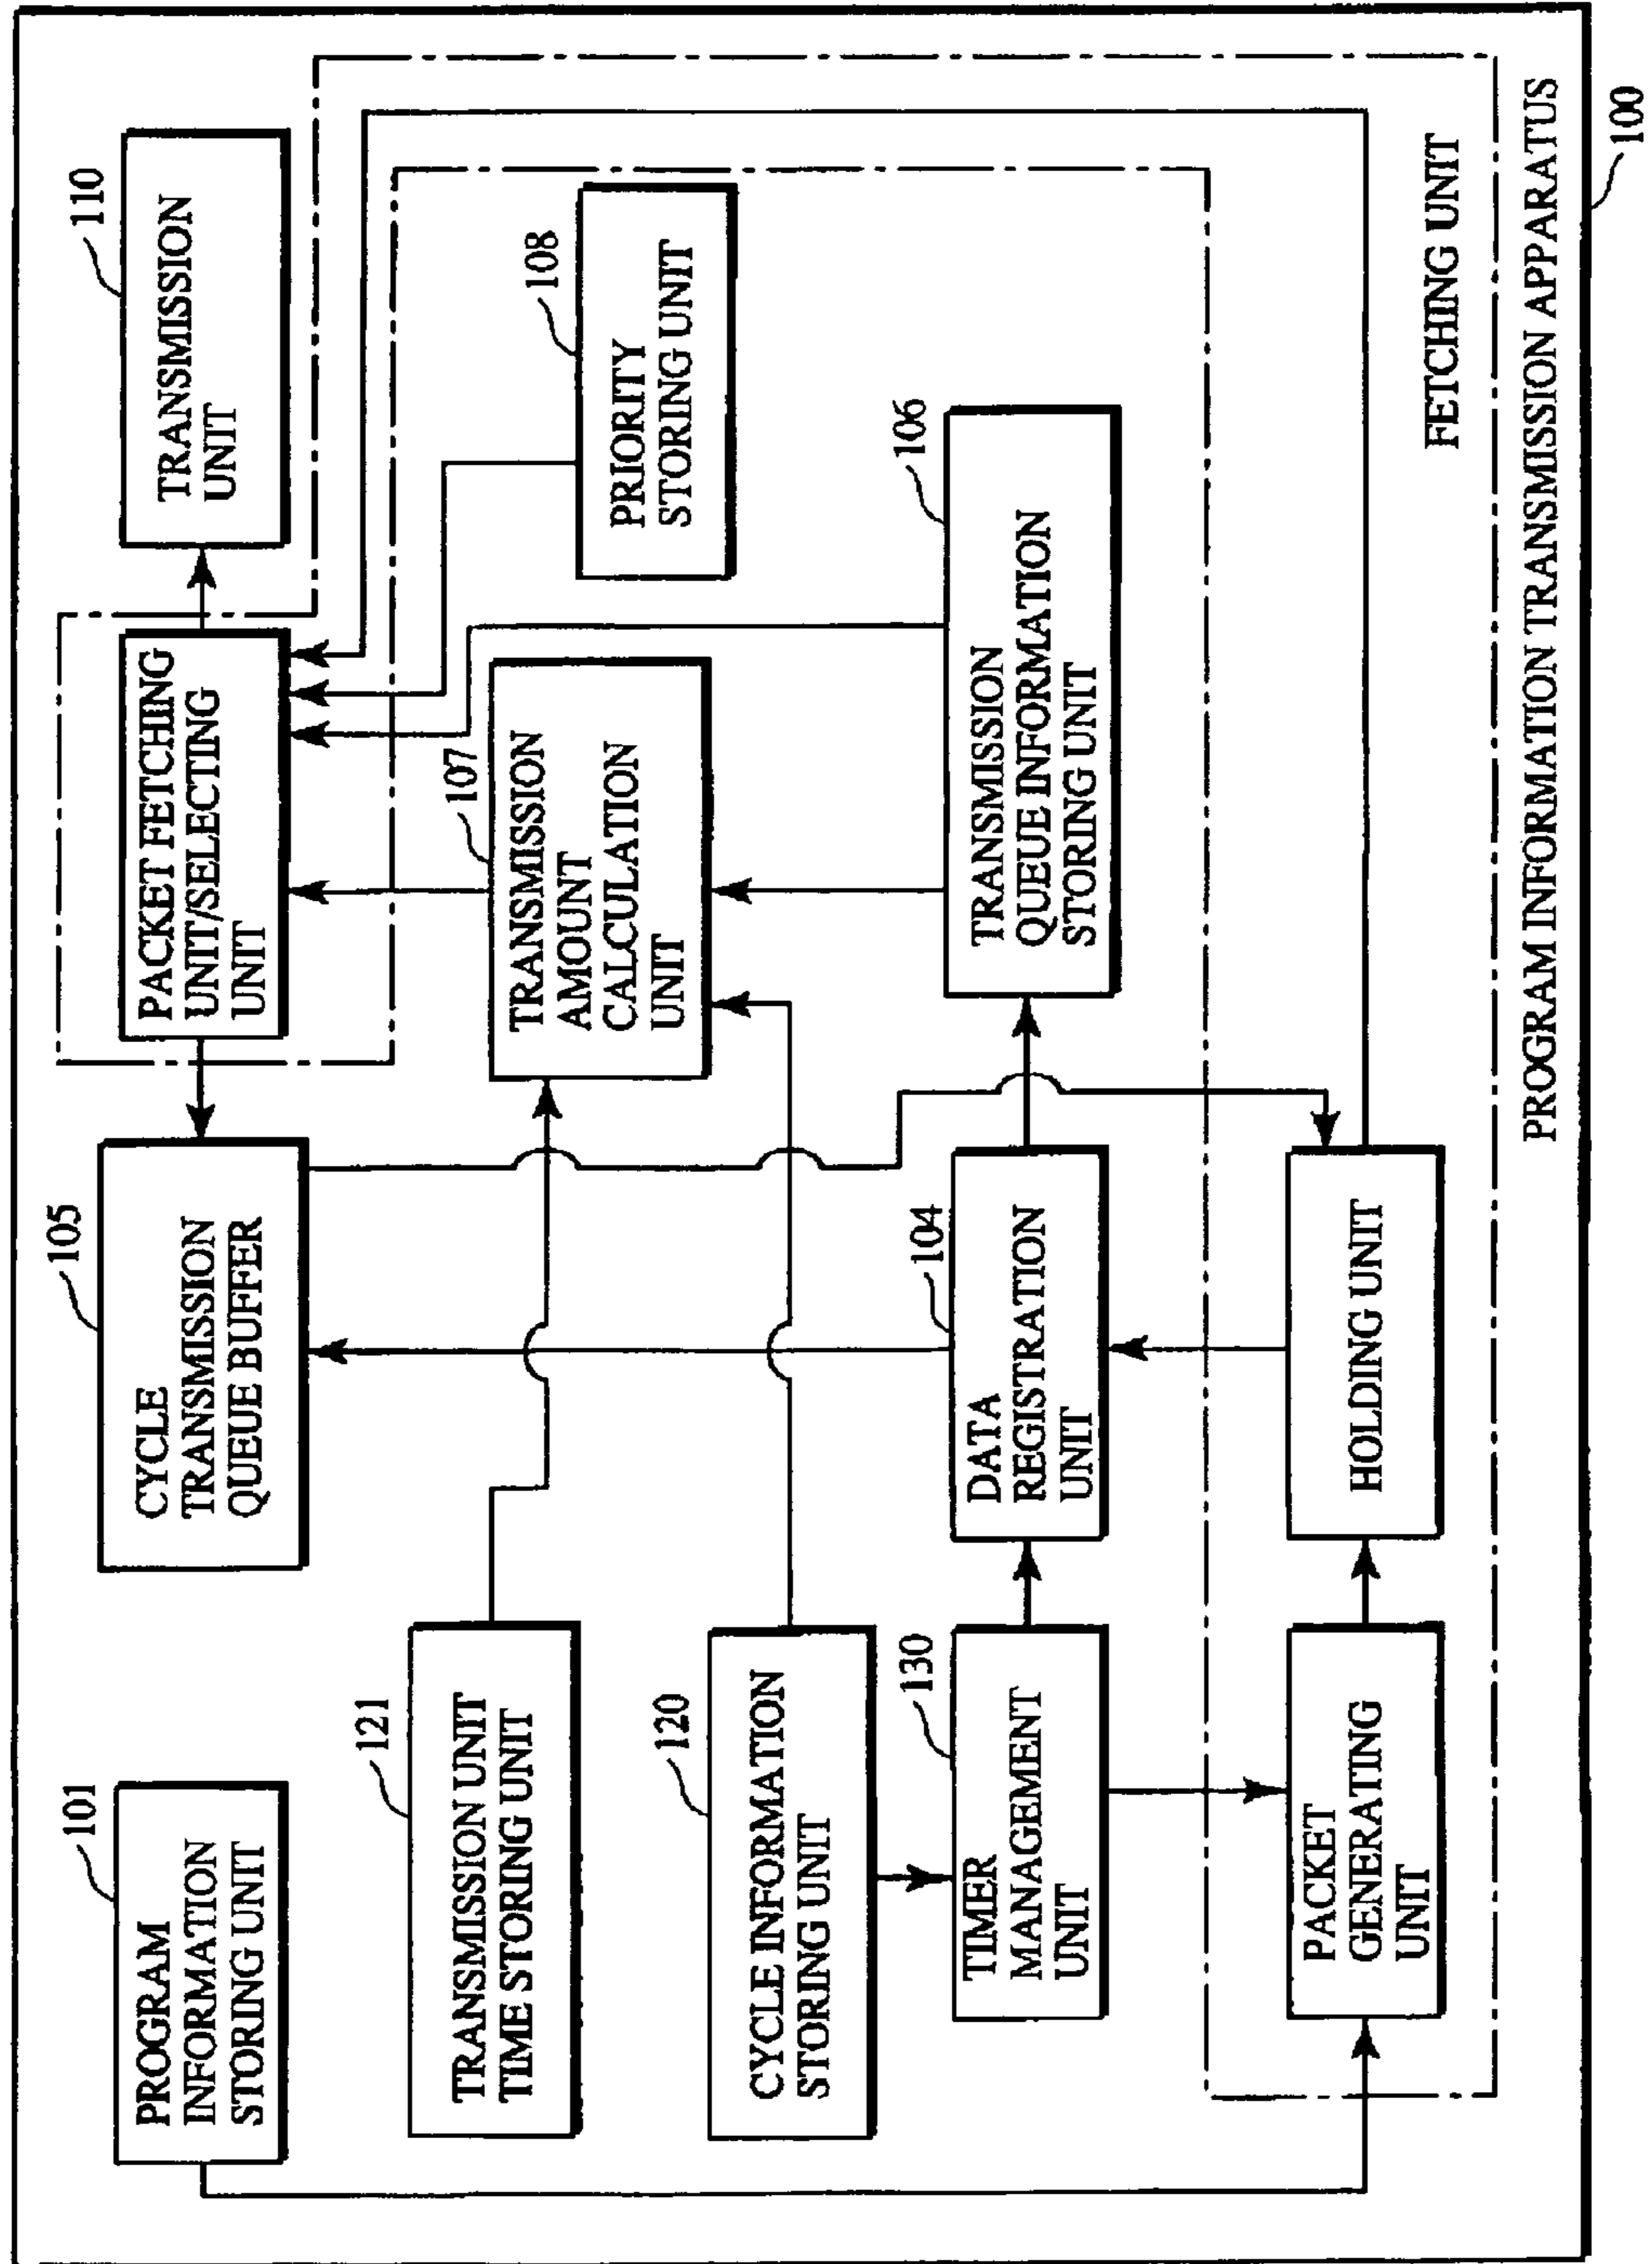 101
PROGRAM
INFORMATION
STORING UNIT
105
CYCLE
TRANSMISSION
QUEUE BUFFER
PACKET FETCHING
UNIT/SELECTING
UNIT
110
TRANSMISSION
UNIT
121
TRANSMISSION UNIT
TIME STORING UNIT
107
TRANSMISSION
AMOUNT
CALCULATION
UNIT
108
PRIORITY
STORING UNIT
120
CYCLE INFORMATION
STORING UNIT
130
TIMER
MANAGEMENT
UNIT
104
DATA
REGISTRATION
UNIT
106
TRANSMISSION
QUEUE INFORMATION
STORING UNIT
PACKET
GENERATING
UNIT
HOLDING UNIT
FETCHING UNIT
PROGRAM INFORMATION TRANSMISSION APPARATUS
100